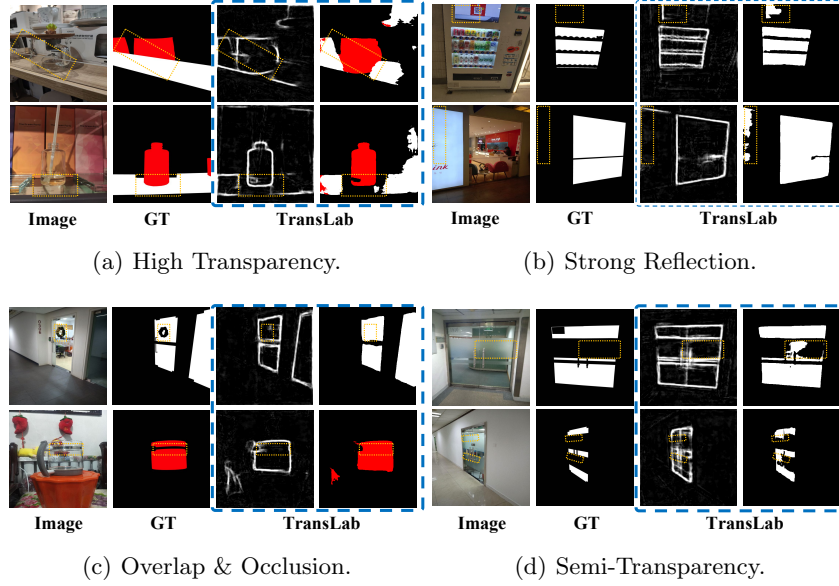 Image GT TransLab
(a) High Transparency.
Image GT TransLab
(b) Strong Reflection.
Image GT TransLab
(c) Overlap & Occlusion.
Image GT TransLab
(d) Semi-Transparency.